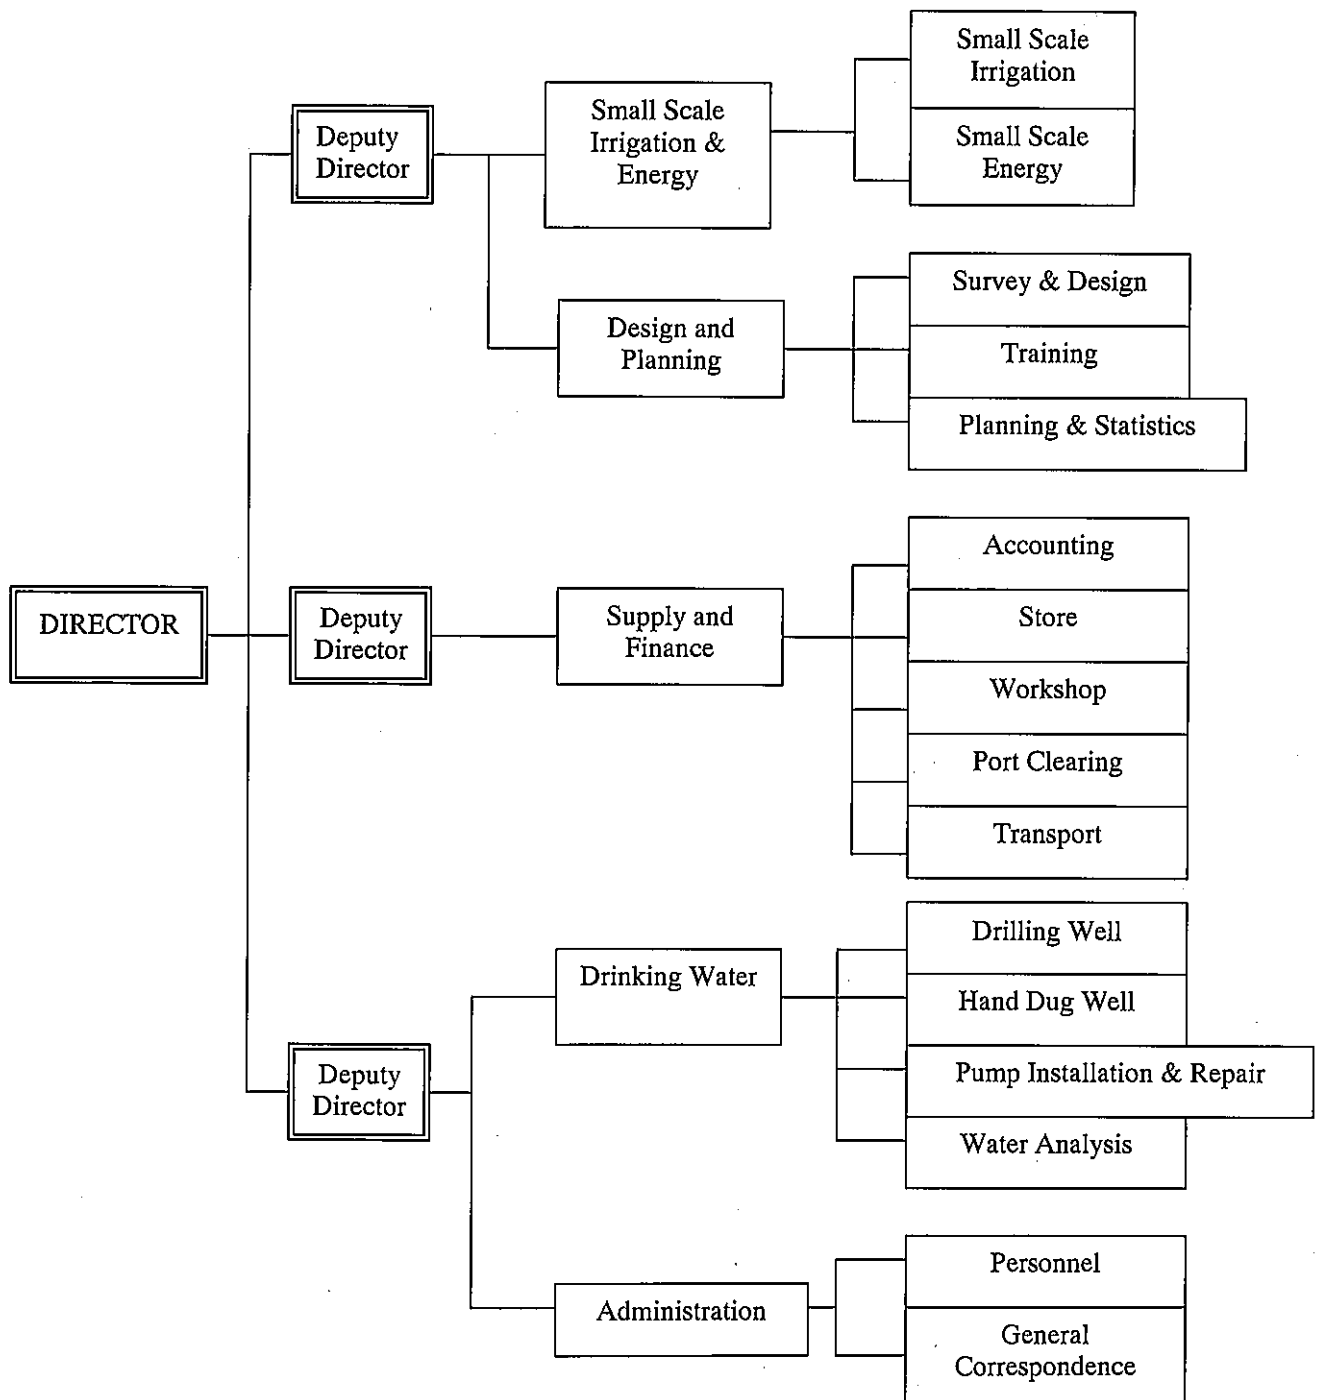 DIRECTOR
Deputy
Director
Small Scale
Irrigation &
Energy
Small Scale
Irrigation
Small Scale
Energy
Design and
Planning
Survey & Design
Training
Planning & Statistics
Deputy
Director
Supply and
Finance
Accounting
Store
Workshop
Port Clearing
Transport
Deputy
Director
Drinking Water
Drilling Well
Hand Dug Well
Pump Installation & Repair
Water Analysis
Administration
Personnel
General
Correspondence